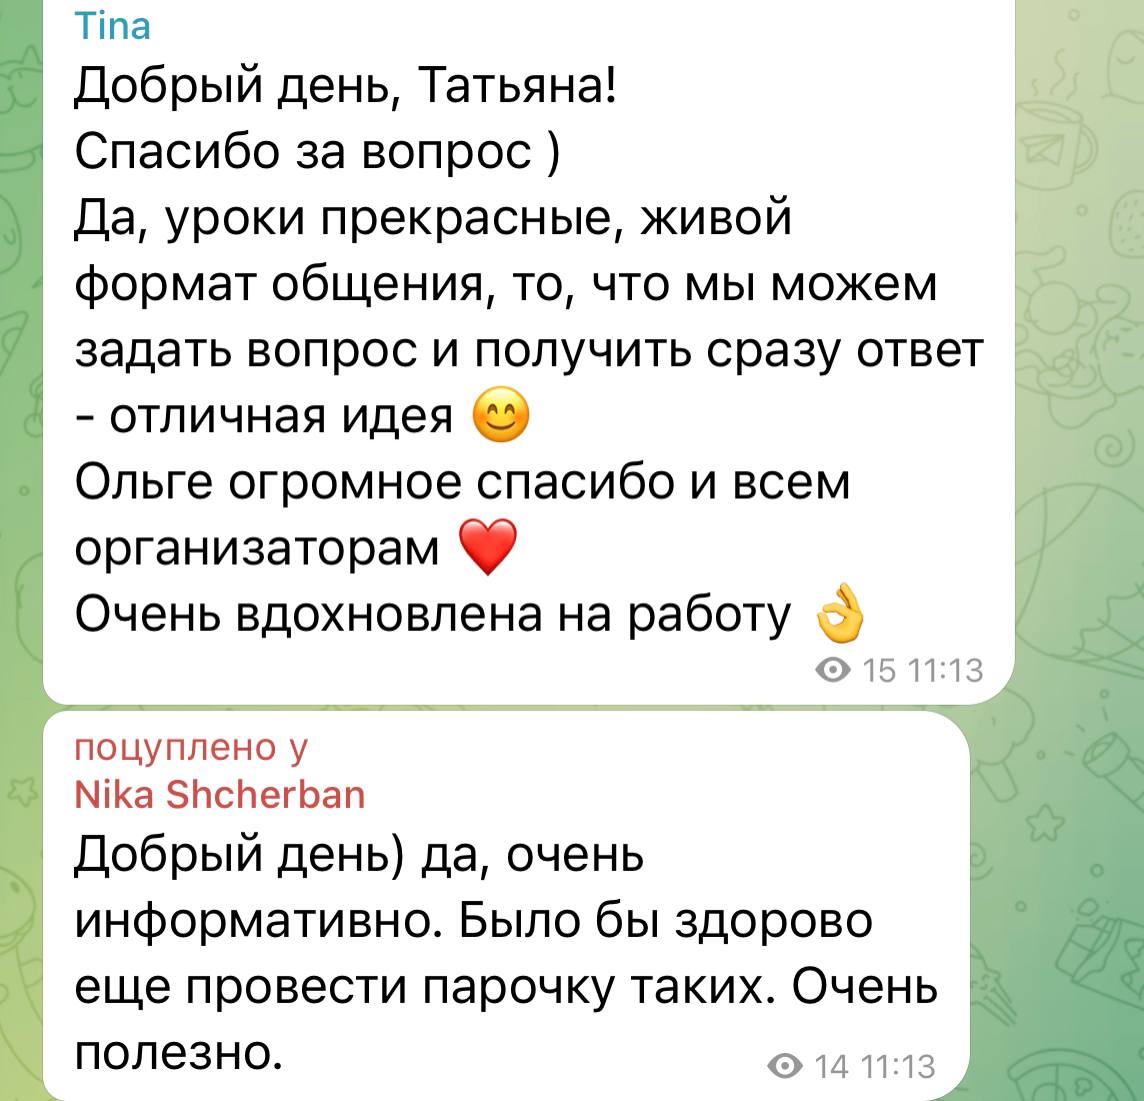 Tina
Добрый день, Татьяна!
Спасибо за вопрос )
Да, уроки прекрасные, живой
формат общения, то, что мы можем
задать вопрос и получить сразу ответ
- отличная идея 😊
Ольге огромное спасибо и всем
организаторам ❤️
Очень вдохновлена на работу 👌
15 11:13
поцуплено у
Nika Shcherban
Добрый день) да, очень
информативно. Было бы здорово
еще провести парочку таких. Очень
полезно.
14 11:13